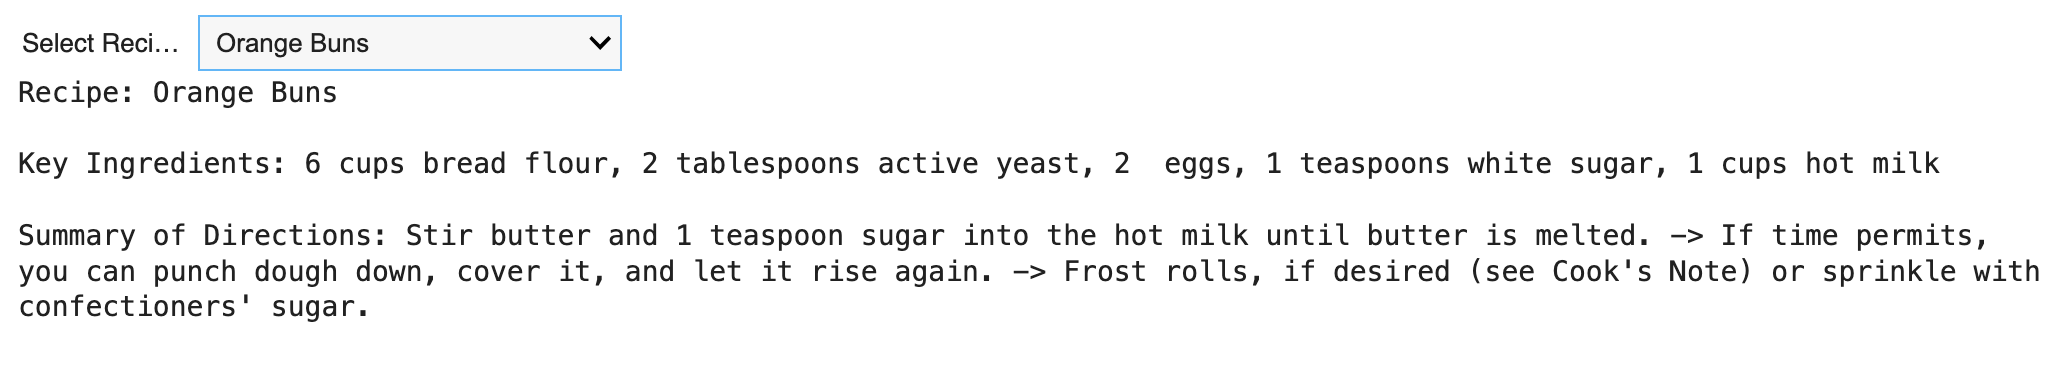 Select Reci...
Orange Buns
Recipe: Orange Buns
Key Ingredients: 6 cups bread flour, 2 tablespoons active yeast, 2  eggs, 1 teaspoons white sugar, 1 cups hot milk
Summary of Directions: Stir butter and 1 teaspoon sugar into the hot milk until butter is melted. -> If time permits,
you can punch dough down, cover it, and let it rise again. -> Frost rolls, if desired (see Cook's Note) or sprinkle with
confectioners' sugar.